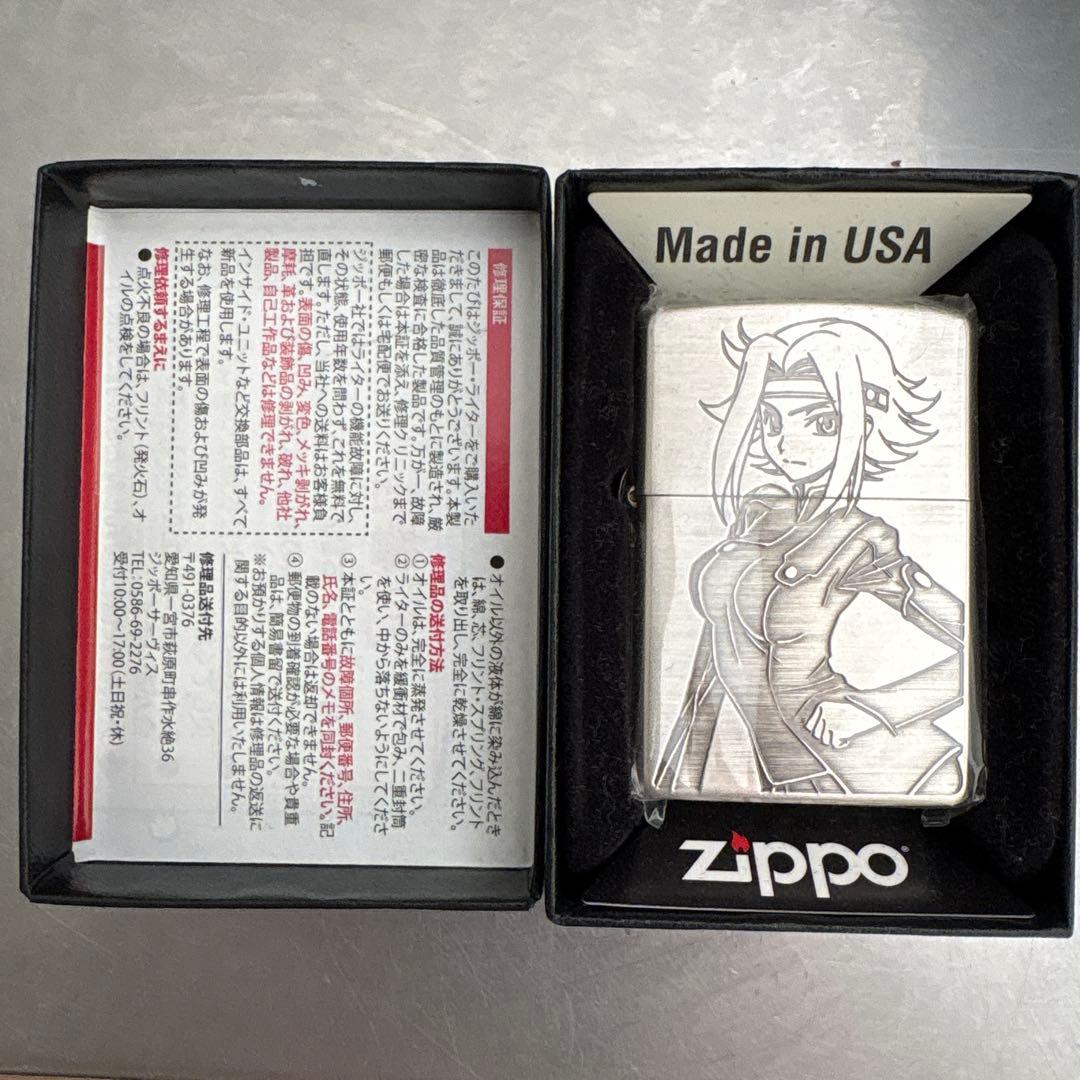 修理保証
このたびはジッポー・ライターをご購入いた
だきまして、誠にありがとうございます。本製
品は徹底した品質管理のもとに製造され、厳
密な検査に合格した製品です。万が一、故障
した場合は本証を添え、修理クリニックまで
郵便もしくは宅配便でお送りください。
ジッポー社ではライターの機能故障に対し、
その状態、使用年数を問わず、これを無料で
直します。ただし、当社への送料はお客様負
担です。表面の傷、凹み、変色、メッキ剥がれ、
摩耗、革および装飾品の剥がれ、破れ、他社
製品、自己工作品などは修理できません。
インサイド・ユニットなど交換部品は、すべて
新品を使用します。
なお、修理工程で表面の傷および凹みが発
生する場合があります。
修理依頼するまえに
●点火不良の場合は、フリント（発火石）、オ
イルの点検をしてください。
●オイル以外の液体が綿に染み込んだとき
は、綿、芯、フリント・スプリング、フリント
を取り出し、完全に乾燥させてください。
修理品の送付方法
①オイルは、完全に蒸発させてください。
②ライターのみを緩衝材で包み、二重封筒
を使い、中から落ちないようにしてくださ
い。
③本証とともに故障個所、郵便番号、住所、
氏名、電話番号のメモを同封ください。記
載のない場合は返却できません。
④郵便物の到着確認が必要な場合や貴重
品は、簡易書留で送付ください。
※お預かりする個人情報は修理品の返送に
関する目的以外には利用いたしません。
修理品送付先
〒491-0376
愛知県一宮市萩原町串作水絶36
ジッポーサーヴィス
TEL:0586-69-2276
受付10:00〜17:00(土日祝・休)
Made in USA
zippo